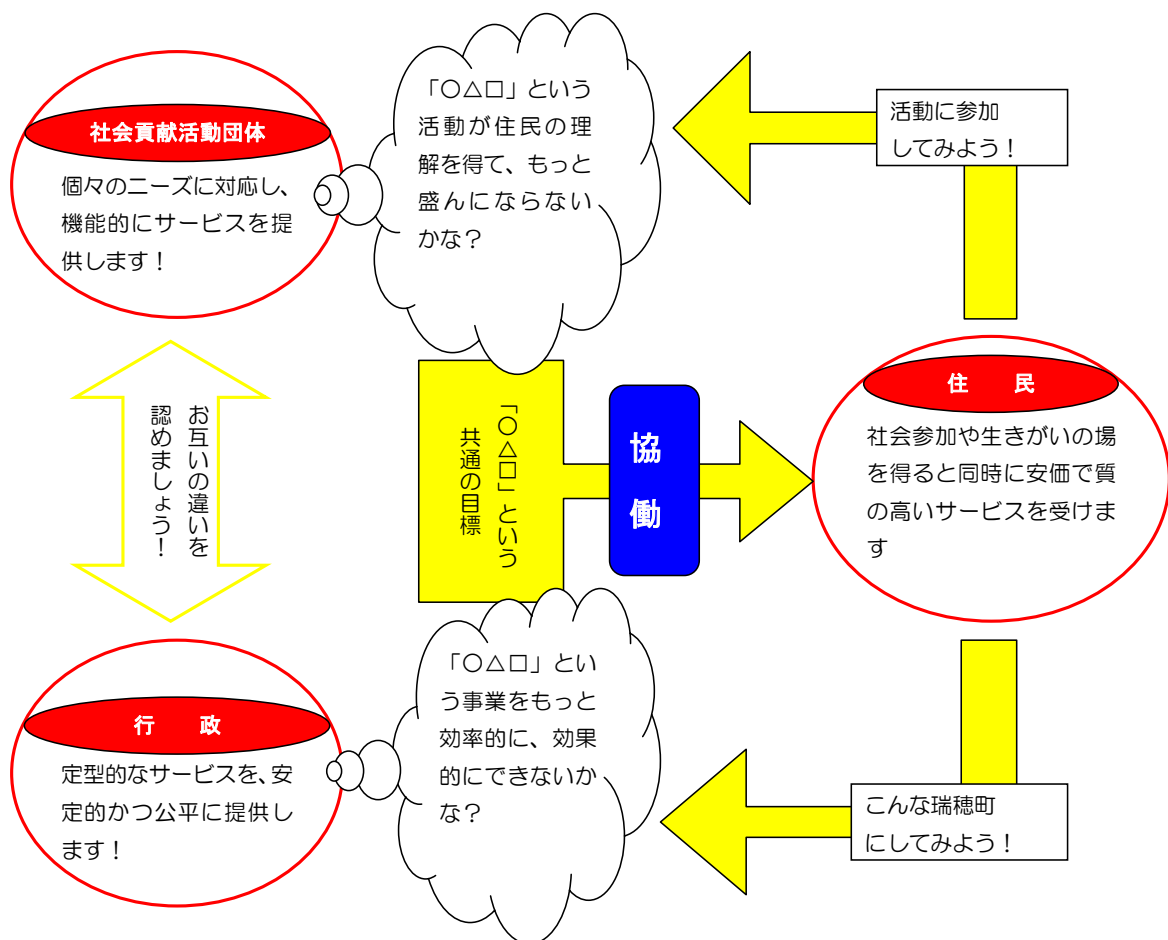 社会貢献活動団体
個々のニーズに対応し、
機能的にサービスを提
供します！
「〇△□」という
活動が住民の理
解を得て、もっと
盛んにならない
かな？
活動に参加
してみよう！
お互いの違いを
認めましょう！
「〇△□」という
共通の目標
協
働
住　民
社会参加や生きがいの場
を得ると同時に安価で質
の高いサービスを受けま
す
行　政
定型的なサービスを、安
定的かつ公平に提供し
ます！
「〇△□」とい
う事業をもっと
効率的に、効果
的にできないか
な？
こんな瑞穂町
にしてみよう！